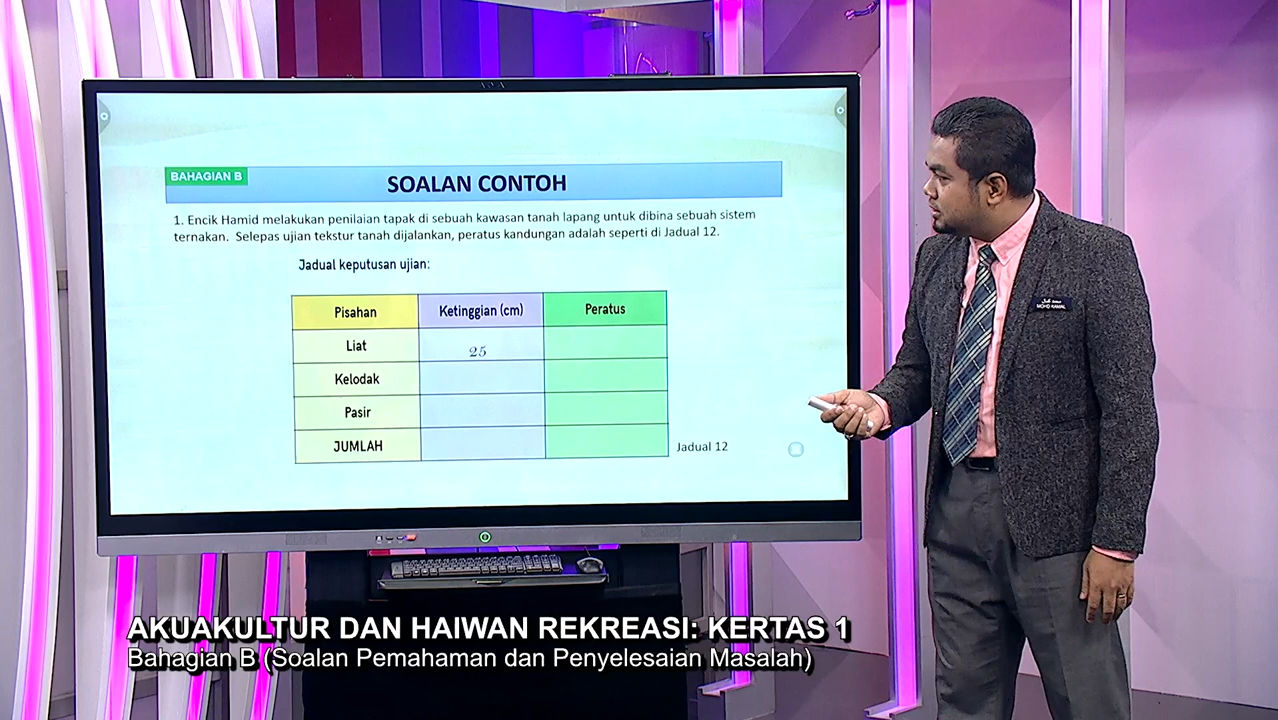 BAHAGIAN B
SOALAN CONTOH
1. Encik Hamid melakukan penilaian tapak di sebuah kawasan tanah lapang untuk dibina sebuah sistem
ternakan. Selepas ujian tekstur tanah dijalankan, peratus kandungan adalah seperti di Jadual 12.
Jadual keputusan ujian:
Pisahan Ketinggian (cm) Peratus
Liat 25
Kelodak
Pasir
JUMLAH
Jadual 12
MOHD KAMAL
AKUAKULTUR DAN HAIWAN REKREASI: KERTAS 1
Bahagian B (Soalan Pemahaman dan Penyelesaian Masalah)